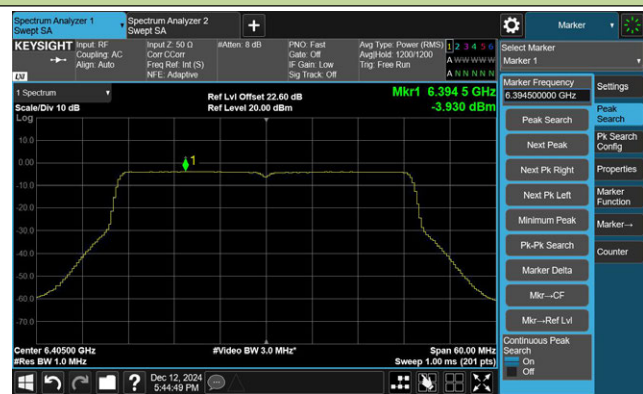 Spectrum Analyzer 1
Swept SA
Spectrum Analyzer 2
Swept SA
+
Marker
KEYSIGHT
Input: RF
Coupling: AC
Align: Auto
Input Z: 50 Ω
Corr CCorr
Freq Ref: Int (S)
NFE: Adaptive
#Atten: 8 dB
PNO: Fast
Gate: Off
IF Gain: Low
Sig Track: Off
Avg Type: Power (RMS)
Avg|Hold: 1200/1200
Trig: Free Run
1 2 3 4 5 6
A W W W W W
A N N N N N
LXI
Select Marker
Marker 1
1 Spectrum
Scale/Div 10 dB
Log
Ref Lvl Offset 22.60 dB
Ref Level 20.00 dBm
Mkr1 6.394 5 GHz
-3.930 dBm
10.0
0.00
-10.0
-20.0
-30.0
-40.0
-50.0
-60.0
-70.0
1
Center 6.40500 GHz
#Res BW 1.0 MHz
#Video BW 3.0 MHz*
Span 60.00 MHz
Sweep 1.00 ms (201 pts)
Marker Frequency
6.394500000 GHz
Peak Search
Next Peak
Next Pk Right
Next Pk Left
Minimum Peak
Pk-Pk Search
Marker Delta
Mkr→CF
Mkr→Ref Lvl
Continuous Peak
Search
On
Off
Settings
Peak
Search
Pk Search
Config
Properties
Marker
Function
Marker→
Counter
?
Dec 12, 2024
5:44:49 PM